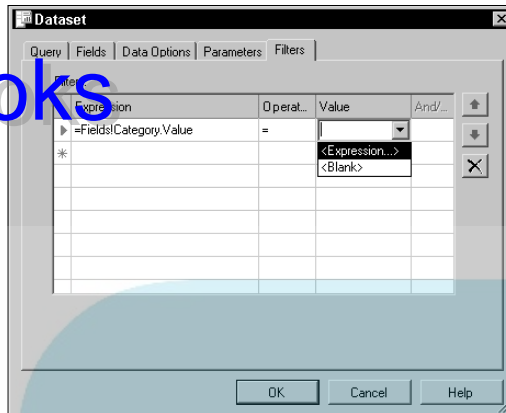 Dataset
Query Fields Data Options Parameters Filters
oks
Filters:
Expression Operat... Value And/...
=Fields!Category.Value =
<Expression...>
<Blank>
OK Cancel Help